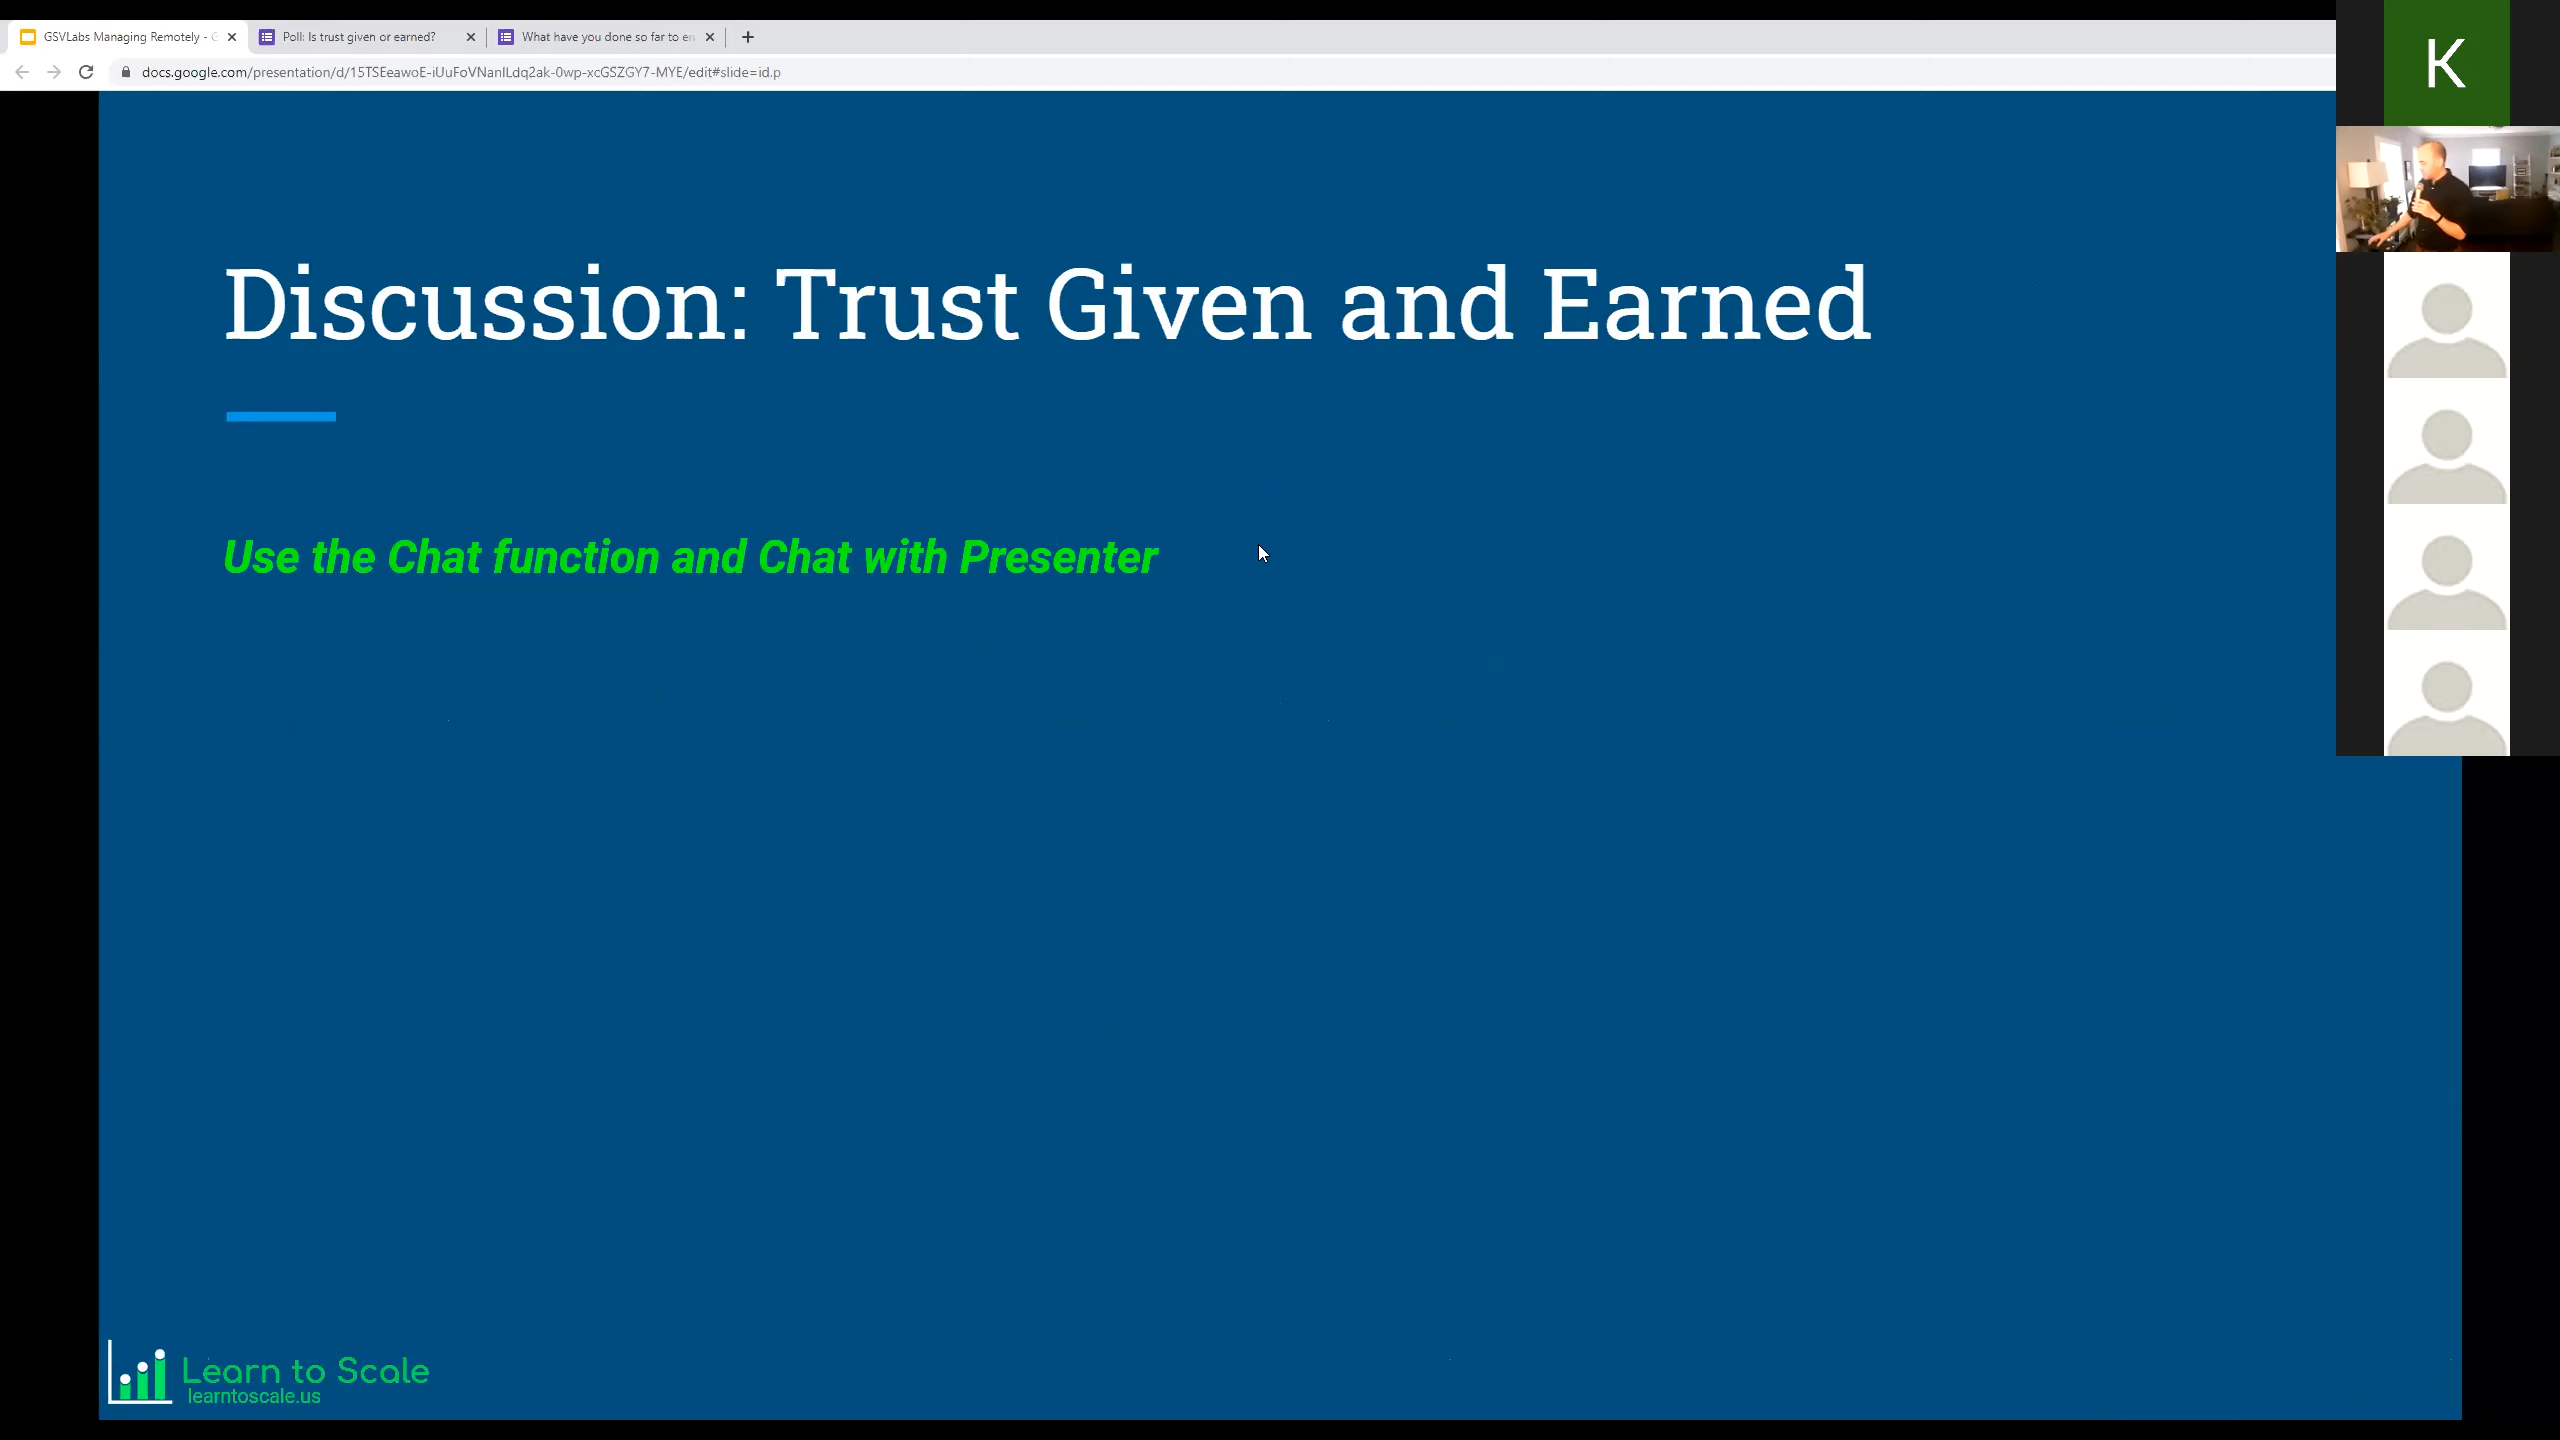 GSVLabs Managing Remotely - G
Poll: Is trust given or earned?
What have you done so far to en
docs.google.com/presentation/d/15TSEeawoE-iUuFoVNanILdq2ak-0wp-xcGSZGY7-MYE/edit#slide=id.p
K
Discussion: Trust Given and Earned
Use the Chat function and Chat with Presenter
Learn to Scale
learntoscale.us